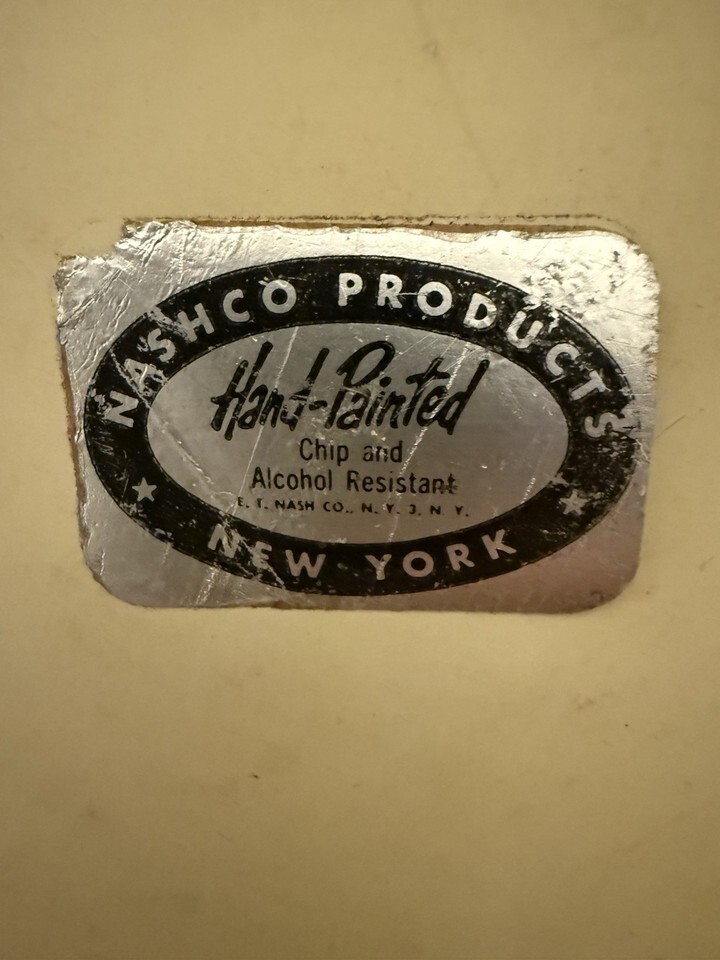 NASHCO PRODUCTS
Hand-Painted
Chip and
Alcohol Resistant
E. T. NASH CO., N. Y. 3, N. Y.
NEW YORK